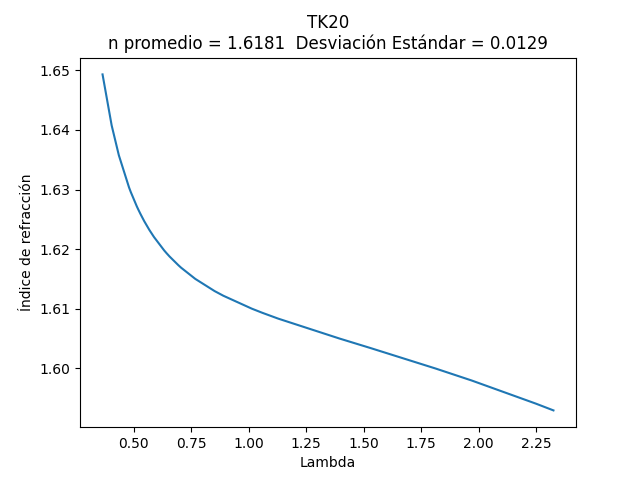 TK20
n promedio = 1.6181  Desviación Estándar = 0.0129
1.65
1.64
1.63
1.62
1.61
1.60
Índice de refracción
0.50 0.75 1.00 1.25 1.50 1.75 2.00 2.25
Lambda